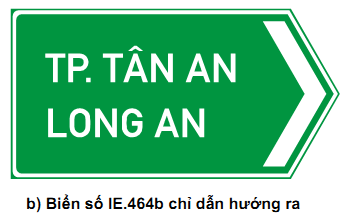 TP. TÂN AN
LONG AN
b) Biển số IE.464b chỉ dẫn hướng ra